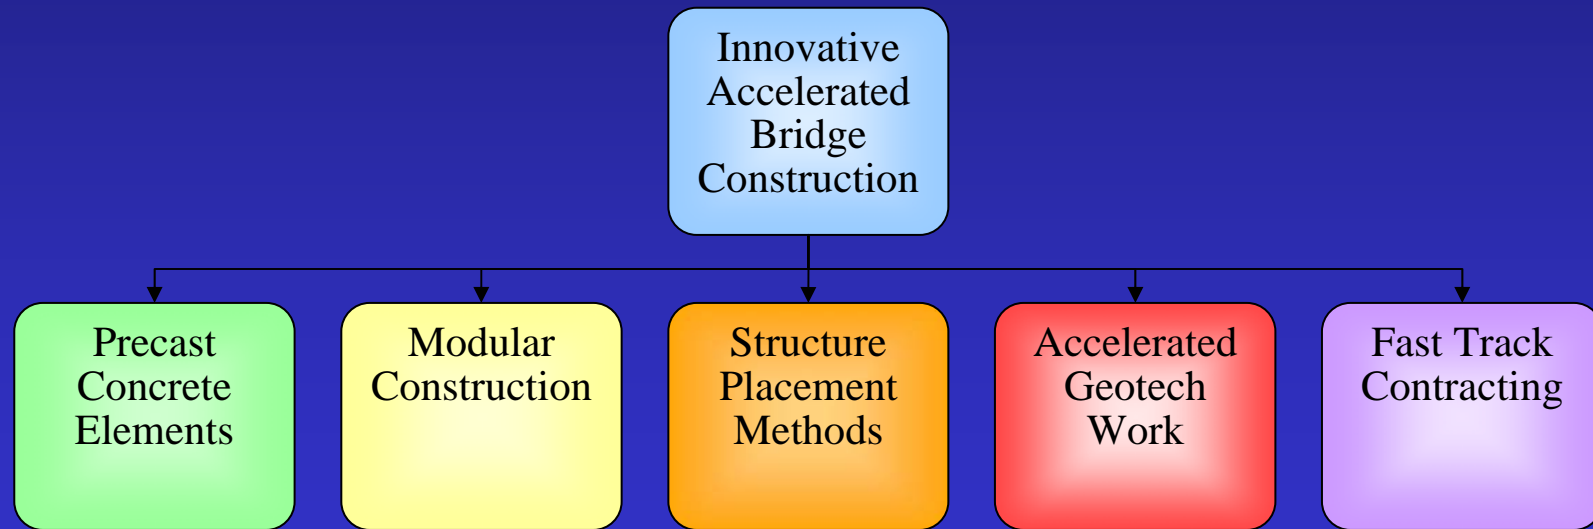 Innovative
Accelerated
Bridge
Construction
Precast
Concrete
Elements
Modular
Construction
Structure
Placement
Methods
Accelerated
Geotech
Work
Fast Track
Contracting